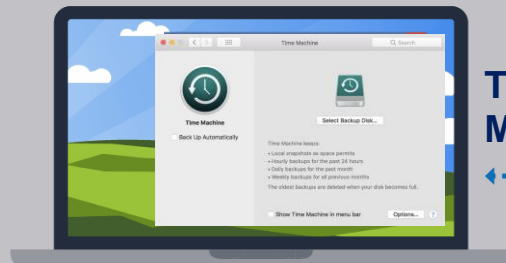 Time Machine
Search
Time Machine
Back Up Automatically
Select Backup Disk...
Time Machine keeps:
• Local snapshots as space permits
• Hourly backups for the past 24 hours
• Daily backups for the past month
• Weekly backups for all previous months
The oldest backups are deleted when your disk becomes full.
Show Time Machine in menu bar
Options...
?
T
M